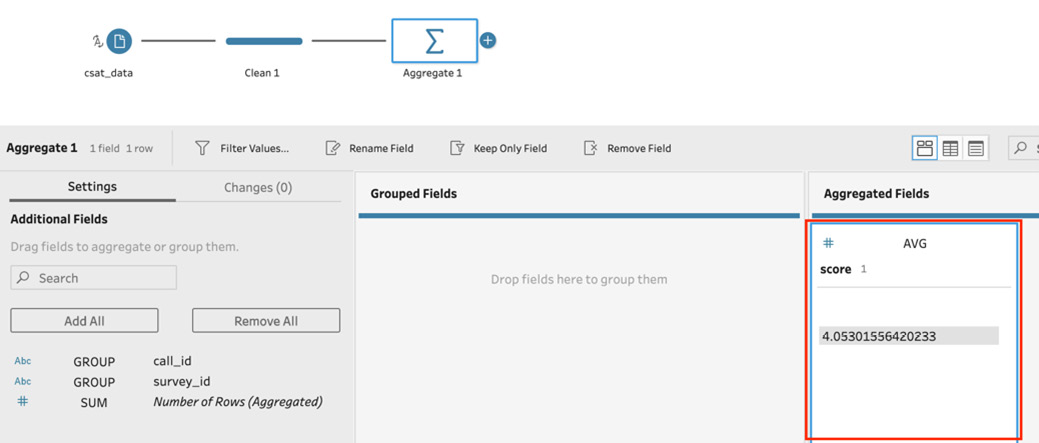 csat_data
Clean 1
Σ
Aggregate 1
Aggregate 1 1 field 1 row
Filter Values...
Rename Field
Keep Only Field
Remove Field
Settings
Changes (0)
Additional Fields
Drag fields to aggregate or group them.
Search
Add All
Remove All
Abc GROUP call_id
Abc GROUP survey_id
# SUM Number of Rows (Aggregated)
Grouped Fields
Drop fields here to group them
Aggregated Fields
# AVG
score 1
4.05301556420233